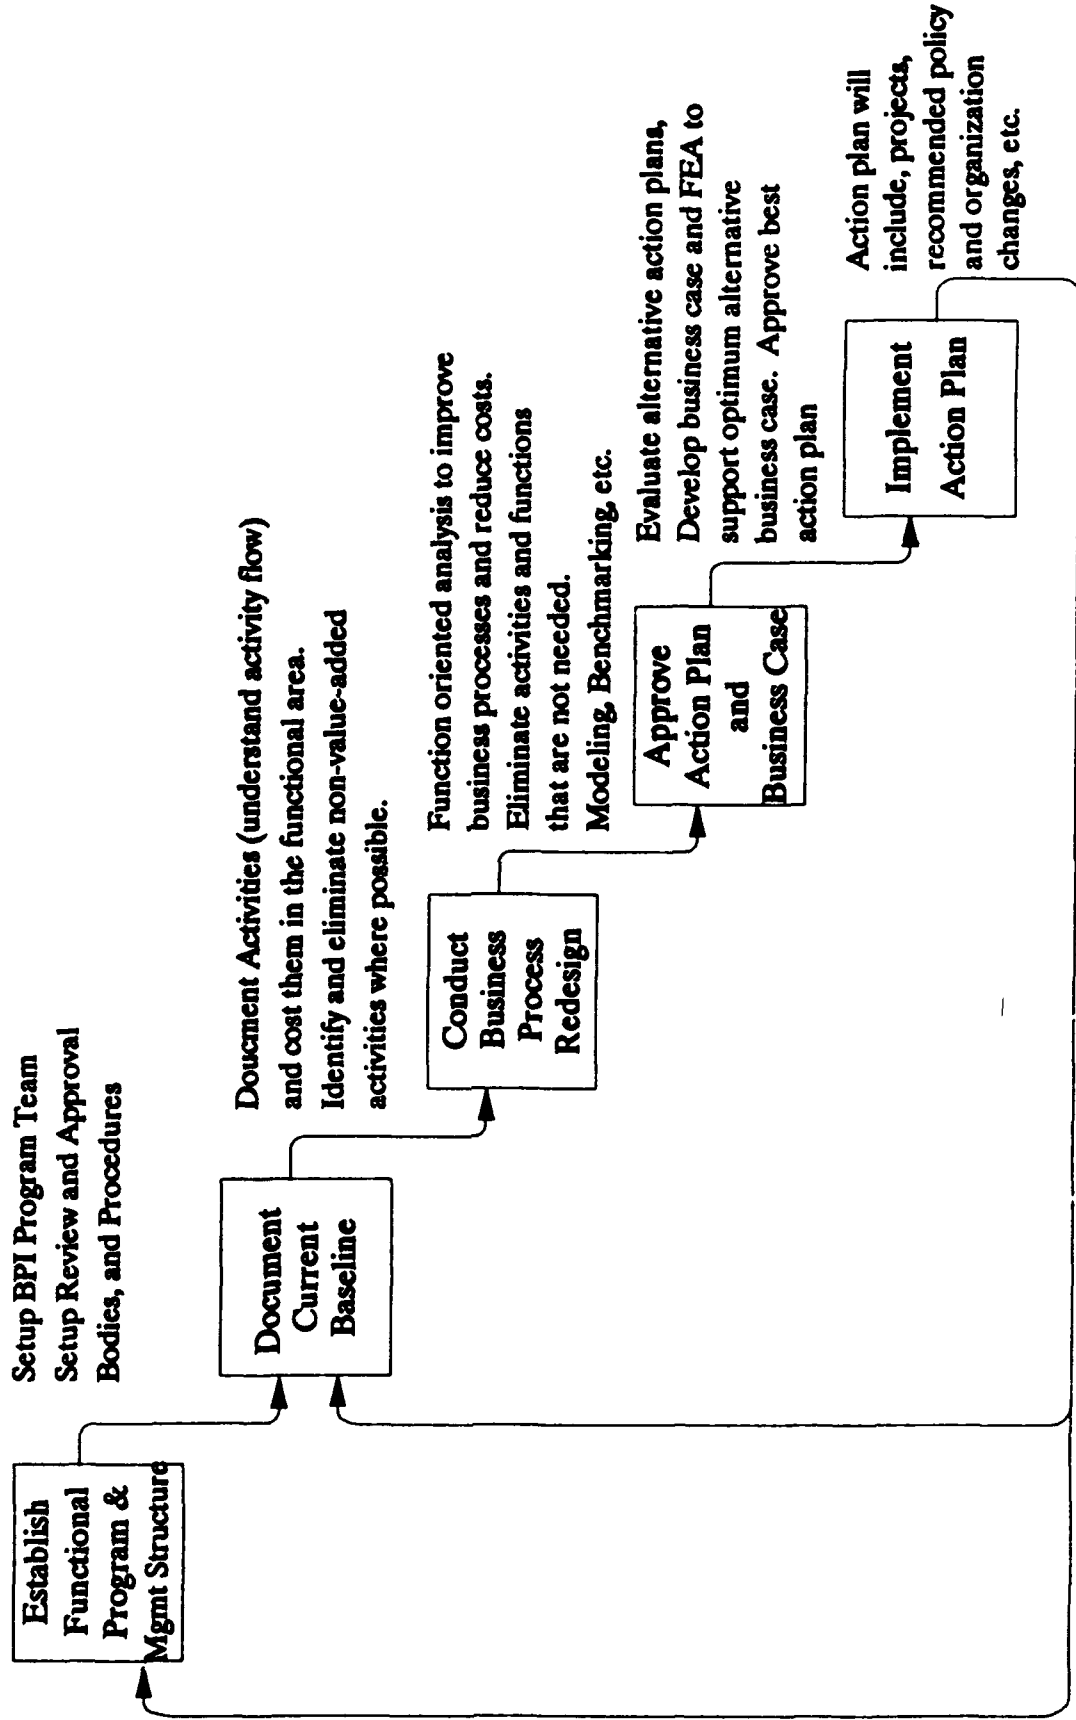 Establish
Functional
Program &
Mgmt Structure
Setup BPI Program Team
Setup Review and Approval
Bodies, and Procedures
Document
Current
Baseline
Doucment Activities (understand activity flow)
and cost them in the functional area.
Identify and eliminate non-value-added
activities where possible.
Conduct
Business
Process
Redesign
Function oriented analysis to improve
business processes and reduce costs.
Eliminate activities and functions
that are not needed.
Modeling, Benchmarking, etc.
Approve
Action Plan
and
Business Case
Evaluate alternative action plans,
Develop business case and FEA to
support optimum alternative
business case. Approve best
action plan
Implement
Action Plan
Action plan will
include, projects,
recommended policy
and organization
changes, etc.